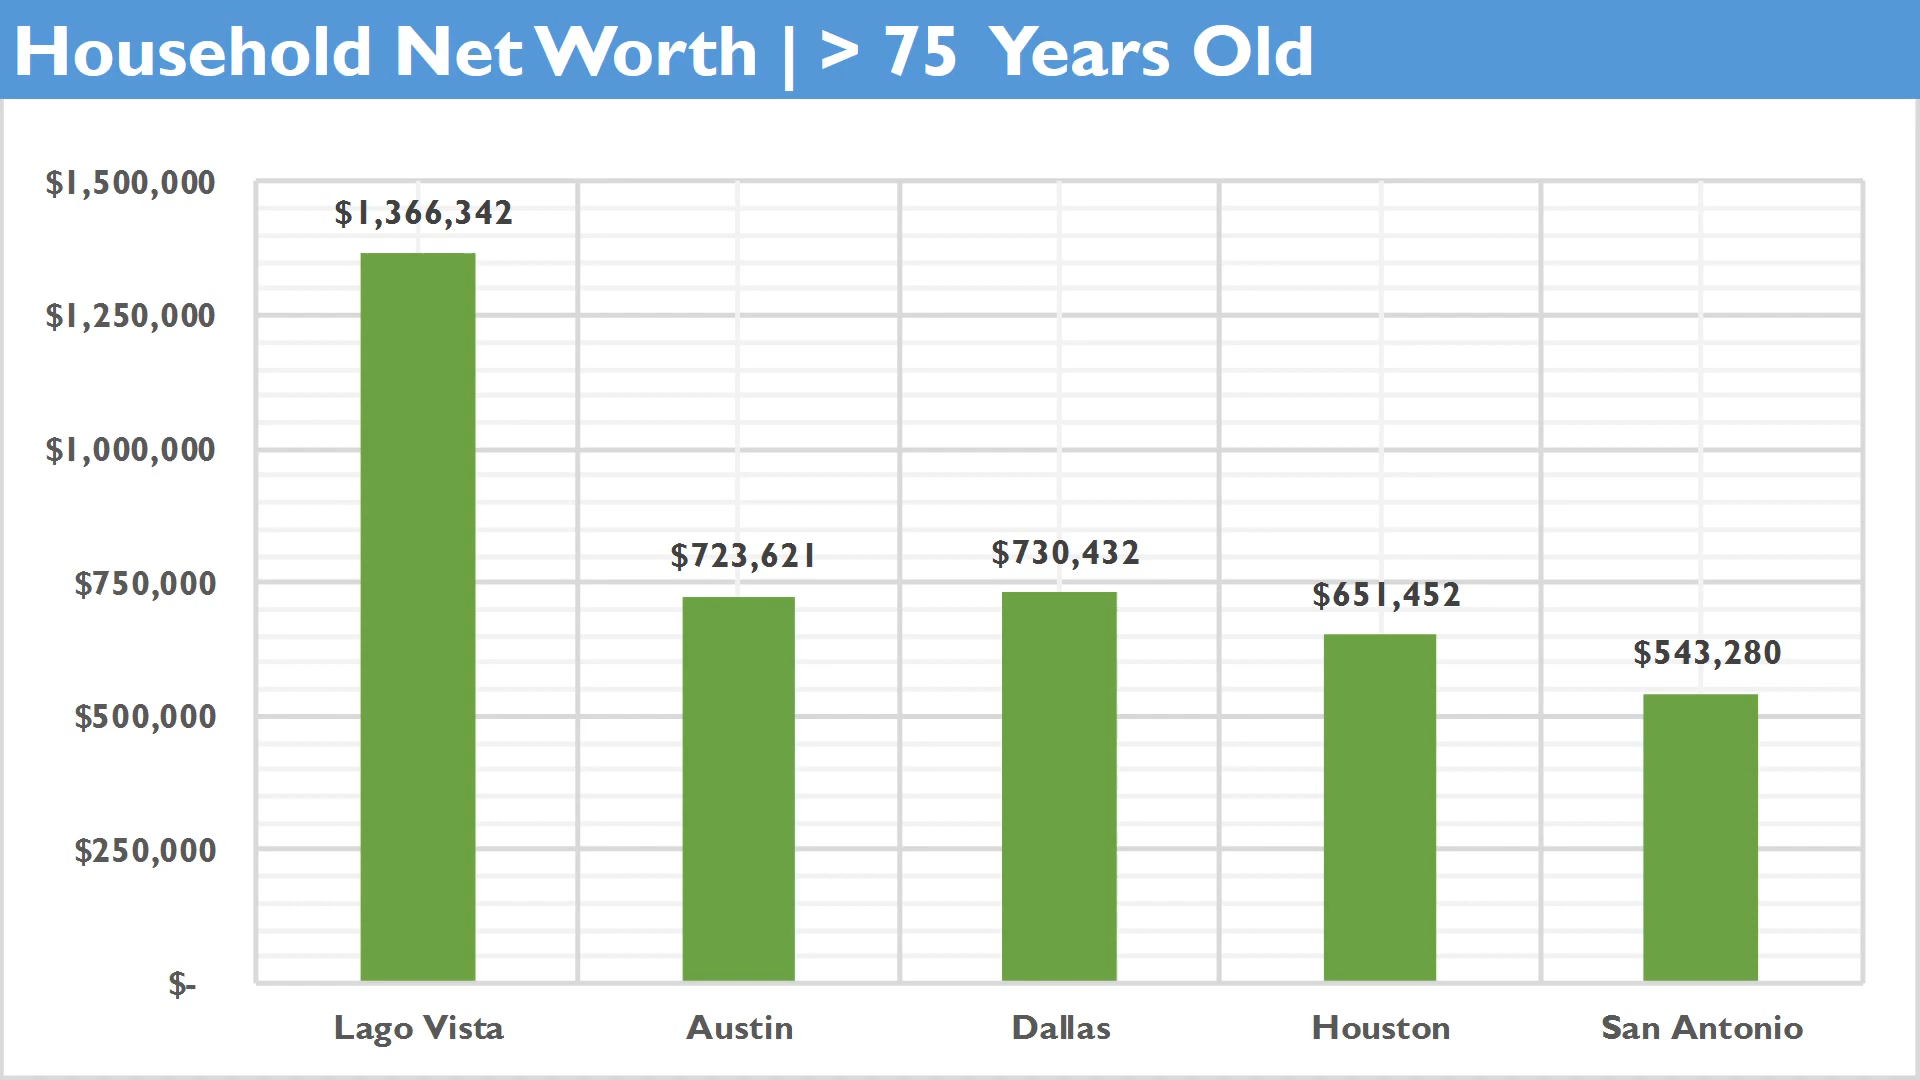 Household Net Worth | > 75 Years Old
$1,500,000
$1,366,342
$1,250,000
$1,000,000
$723,621
$730,432
$750,000
$651,452
$543,280
$500,000
$250,000
$-
Lago Vista
Austin
Dallas
Houston
San Antonio